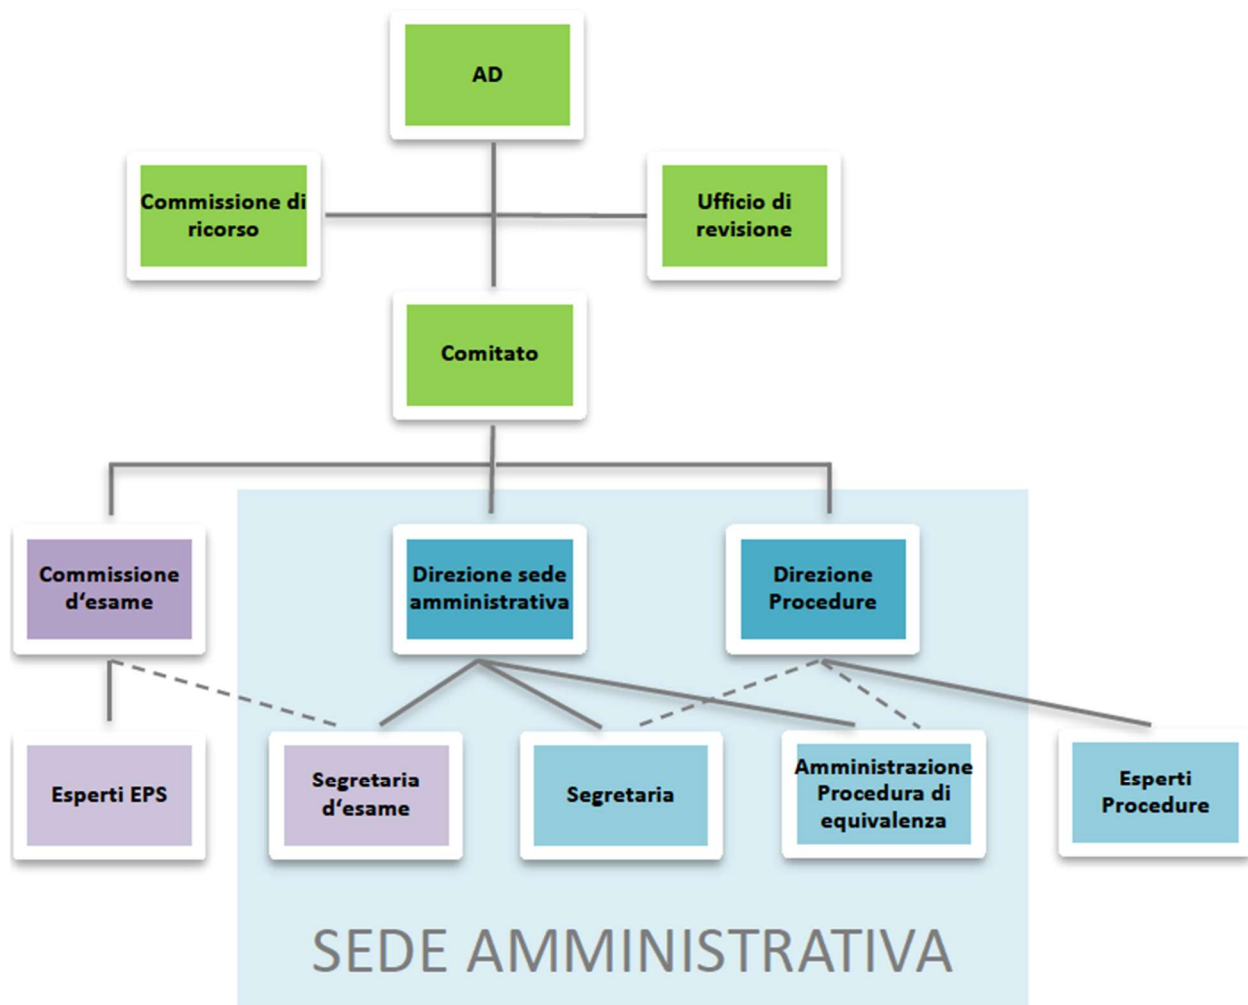 AD
Commissione di
ricorso
Ufficio di
revisione
Comitato
Commissione
d‘esame
Direzione sede
amministrativa
Direzione
Procedure
Esperti EPS
Segretaria
d‘esame
Segretaria
Amministrazione
Procedura di
equivalenza
Esperti
Procedure
SEDE AMMINISTRATIVA